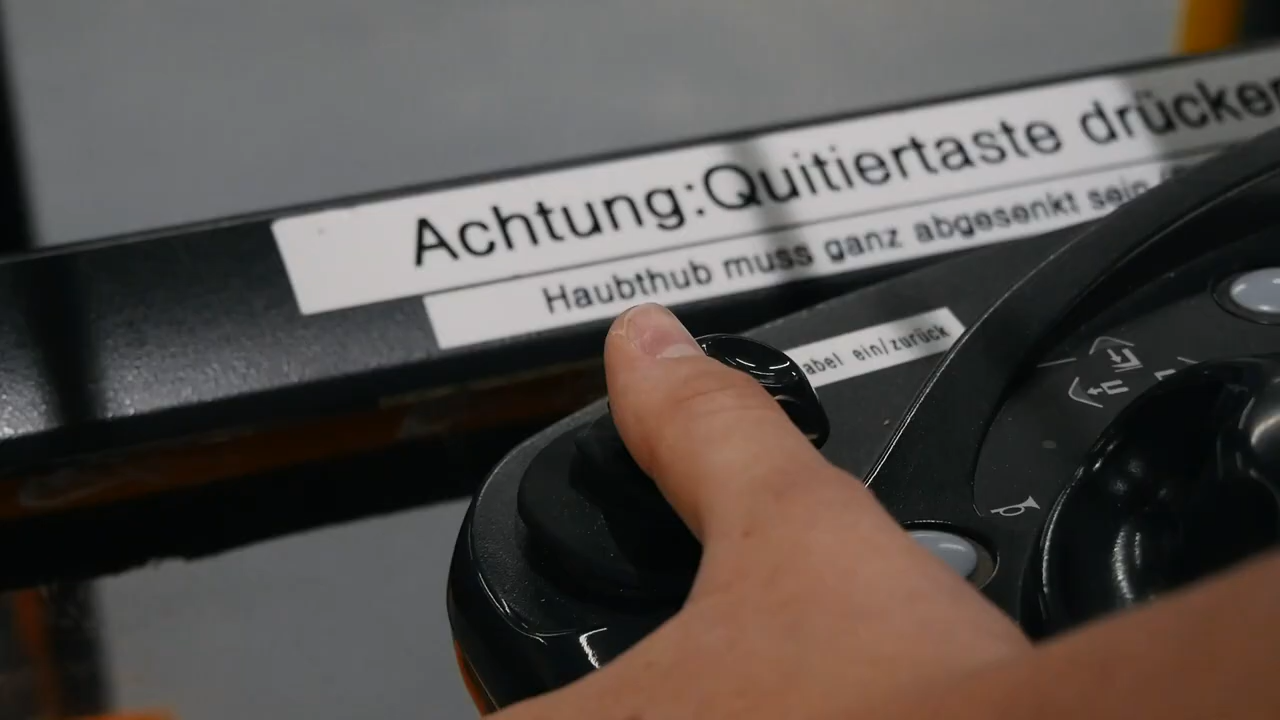 Achtung:Quitiertaste drücken
Haubthub muss ganz abgesenkt sein
abel ein/zurück